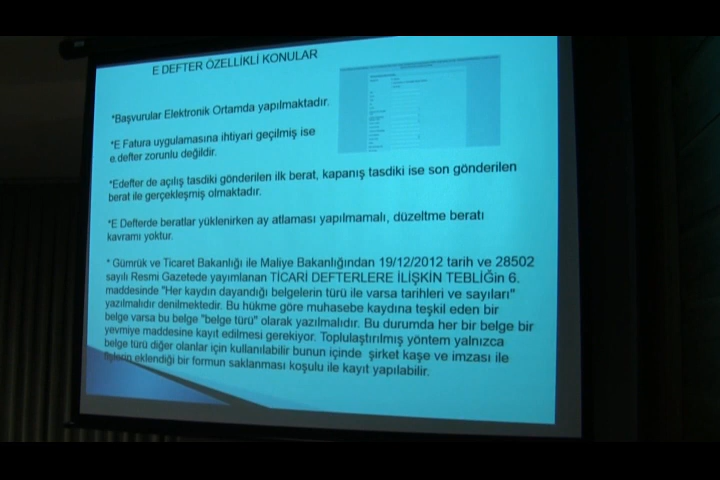 E DEFTER ÖZELLİKLİ KONULAR
*Başvurular Elektronik Ortamda yapılmaktadır.
*E Fatura uygulamasına ihtiyari geçilmiş ise
e.defter zorunlu değildir.
*Edefter de açılış tasdiki gönderilen ilk berat, kapanış tasdiki ise son gönderilen
berat ile gerçekleşmiş olmaktadır.
*E Defterde beratlar yüklenirken ay atlaması yapılmamalı, düzeltme beratı
kavramı yoktur.
* Gümrük ve Ticaret Bakanlığı ile Maliye Bakanlığından 19/12/2012 tarih ve 28502
sayılı Resmi Gazetede yayımlanan TİCARİ DEFTERLERE İLİŞKİN TEBLİĞin 6.
maddesinde "Her kaydın dayandığı belgelerin türü ile varsa tarihleri ve sayıları"
yazılmalıdır denilmektedir. Bu hükme göre muhasebe kaydına teşkil eden bir
belge varsa bu belge "belge türü" olarak yazılmalıdır. Bu durumda her bir belge bir
yevmiye maddesine kayıt edilmesi gerekiyor. Toplulaştırılmış yöntem yalnızca
belge türü diğer olanlar için kullanılabilir bunun içinde şirket kaşe ve imzası ile
fişlerin eklendiği bir formun saklanması koşulu ile kayıt yapılabilir.